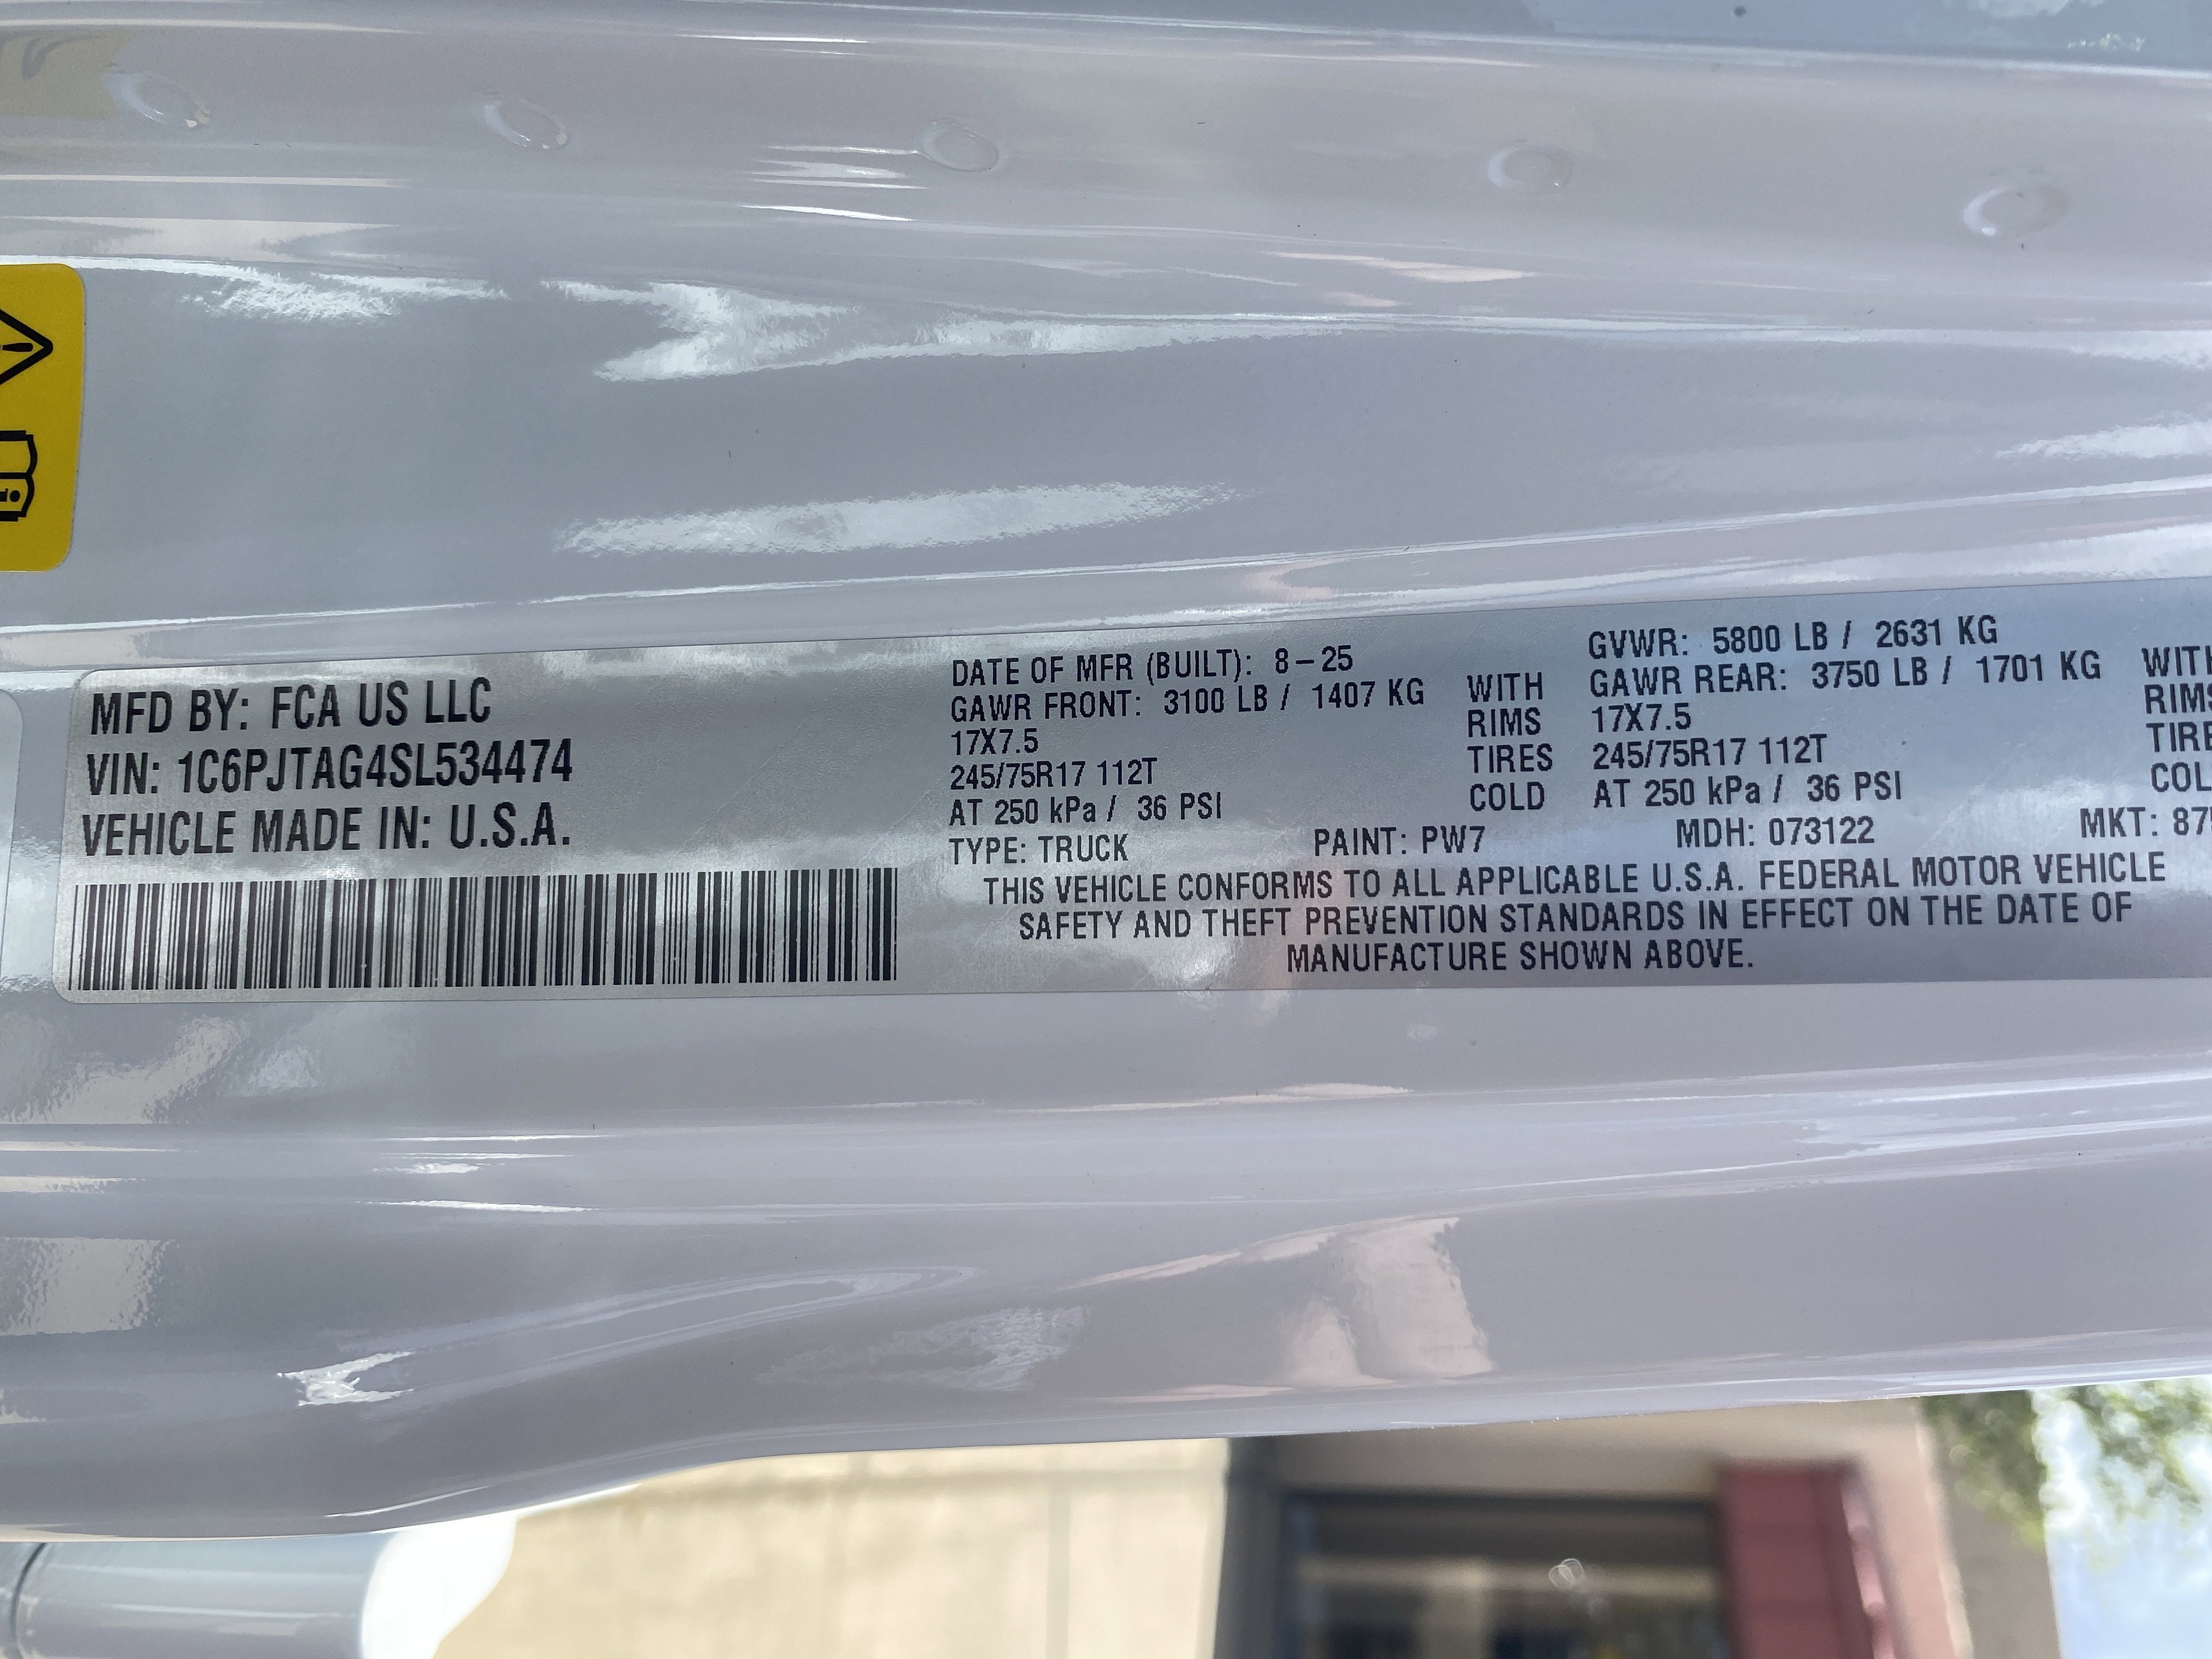 MFD BY: FCA US LLC
VIN: 1C6PJTAG4SL534474
VEHICLE MADE IN: U.S.A.
DATE OF MFR (BUILT): 8-25
GAWR FRONT: 3100 LB / 1407 KG WITH
17X7.5 RIMS
245/75R17 112T TIRES
AT 250 kPa / 36 PSI COLD
GVWR: 5800 LB / 2631 KG
GAWR REAR: 3750 LB / 1701 KG WITH
17X7.5
245/75R17 112T
AT 250 kPa / 36 PSI
TYPE: TRUCK PAINT: PW7 MDH: 073122 MKT:
THIS VEHICLE CONFORMS TO ALL APPLICABLE U.S.A. FEDERAL MOTOR VEHICLE
SAFETY AND THEFT PREVENTION STANDARDS IN EFFECT ON THE DATE OF
MANUFACTURE SHOWN ABOVE.